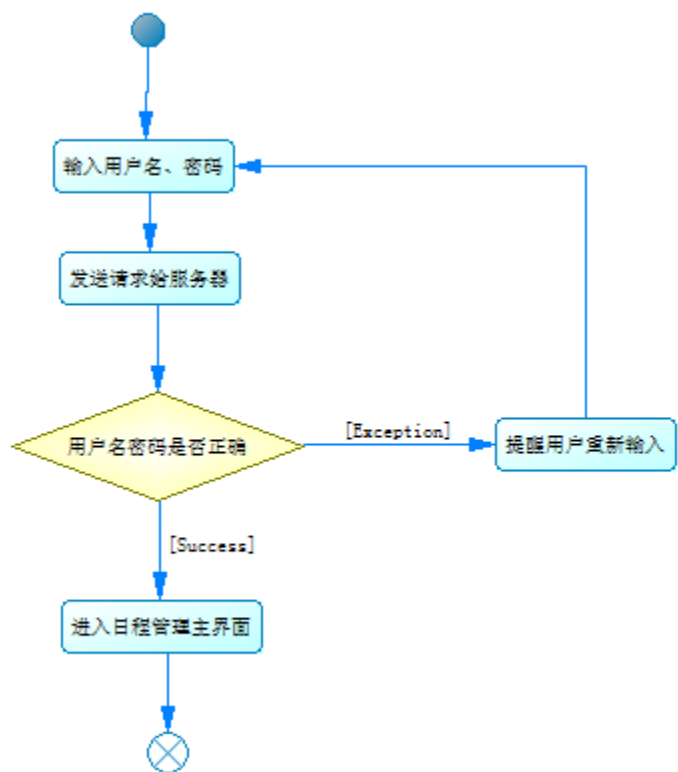 输入用户名、密码
发送请求给服务器
用户名密码是否正确
[Exception]
提醒用户重新输入
[Success]
进入日程管理主界面